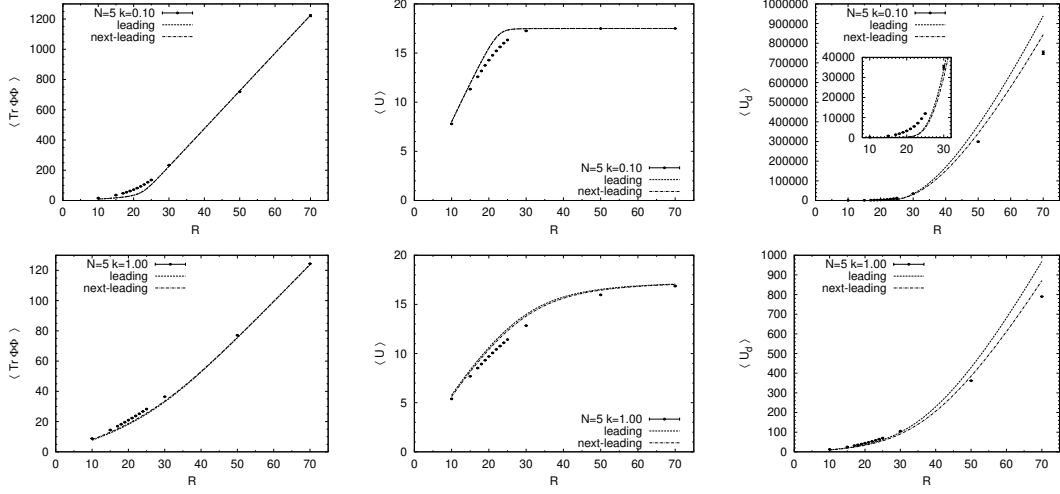 1200
1000
800
600
400
200
0
⟨ Tr ΦΦ ⟩
N=5 k=0.10
leading
next-leading
0 10 20 30 40 50 60 70
R
20
15
10
5
0
⟨ U ⟩
N=5 k=0.10
leading
next-leading
0 10 20 30 40 50 60 70
R
1000000
900000
800000
700000
600000
500000
400000
300000
200000
100000
0
⟨ U_d ⟩
N=5 k=0.10
leading
next-leading
40000
30000
20000
10000
0
10 20 30
0 10 20 30 40 50 60 70
R
120
100
80
60
40
20
0
⟨ Tr ΦΦ ⟩
N=5 k=1.00
leading
next-leading
0 10 20 30 40 50 60 70
R
20
15
10
5
0
⟨ U ⟩
N=5 k=1.00
leading
next-leading
0 10 20 30 40 50 60 70
R
1000
900
800
700
600
500
400
300
200
100
0
⟨ U_d ⟩
N=5 k=1.00
leading
next-leading
0 10 20 30 40 50 60 70
R